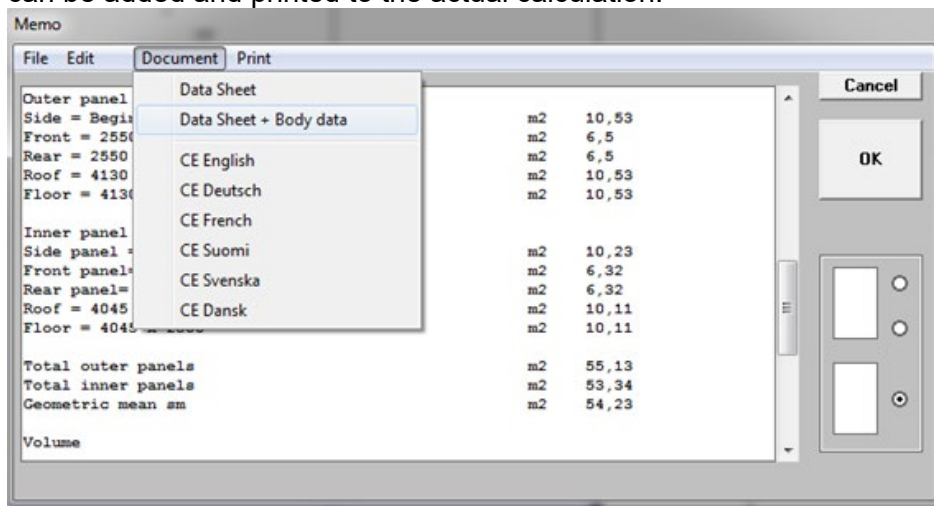 can be added and printed to the actual calculation.
Memo
File Edit Document Print
Data Sheet
Data Sheet + Body data
CE English
CE Deutsch
CE French
CE Suomi
CE Svenska
CE Dansk
Cancel
OK
Outer panel
Side = m2 10,53
Front = 2550 m2 6,5
Rear = 2550 m2 6,5
Roof = 4130 m2 10,53
Floor = 4130 m2 10,53
Inner panel
Side panel = m2 10,23
Front panel= m2 6,32
Rear panel= m2 6,32
Roof = 4045 m2 10,11
Floor = 4045 m2 10,11
Total outer panels m2 55,13
Total inner panels m2 53,34
Geometric mean sm m2 54,23
Volume